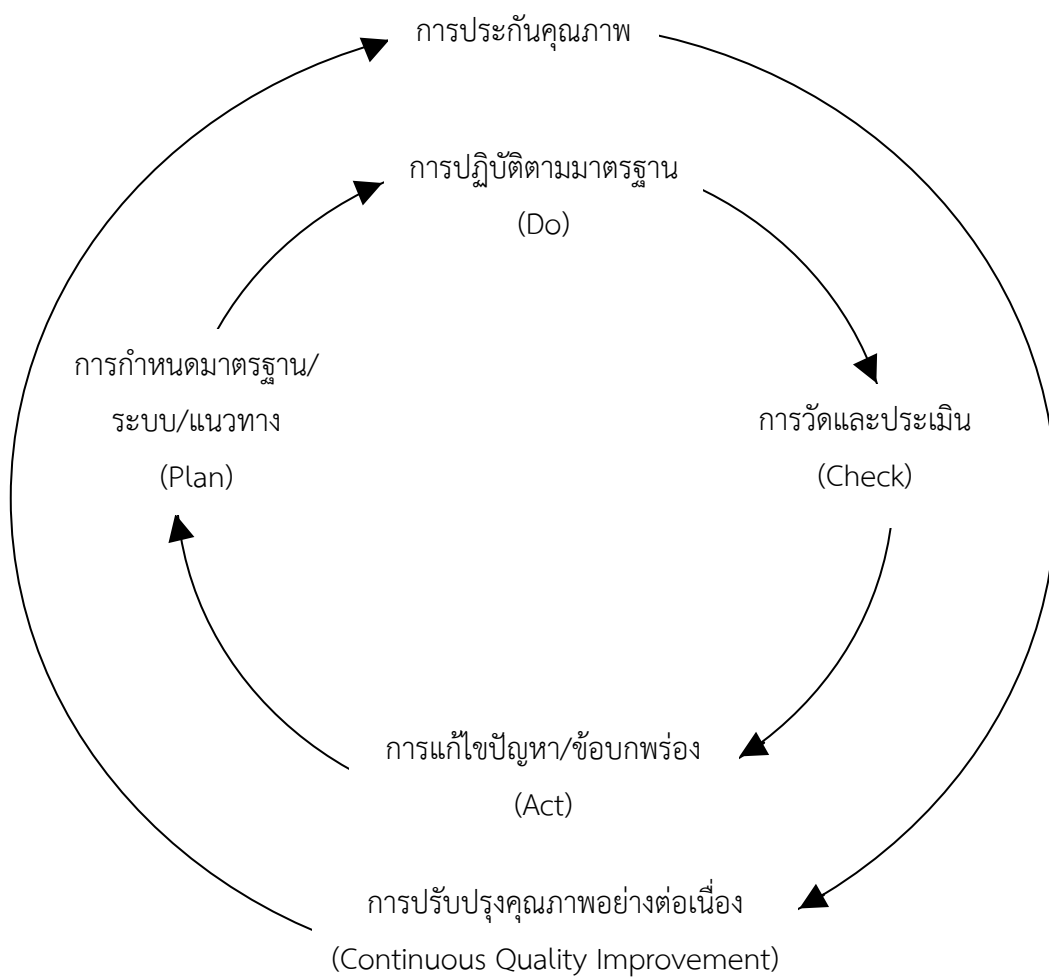 การประกันคุณภาพ
การปฏิบัติตามมาตรฐาน
(Do)
การกำหนดมาตรฐาน/
ระบบ/แนวทาง
(Plan)
การวัดและประเมิน
(Check)
การแก้ไขปัญหา/ข้อบกพร่อง
(Act)
การปรับปรุงคุณภาพอย่างต่อเนื่อง
(Continuous Quality Improvement)